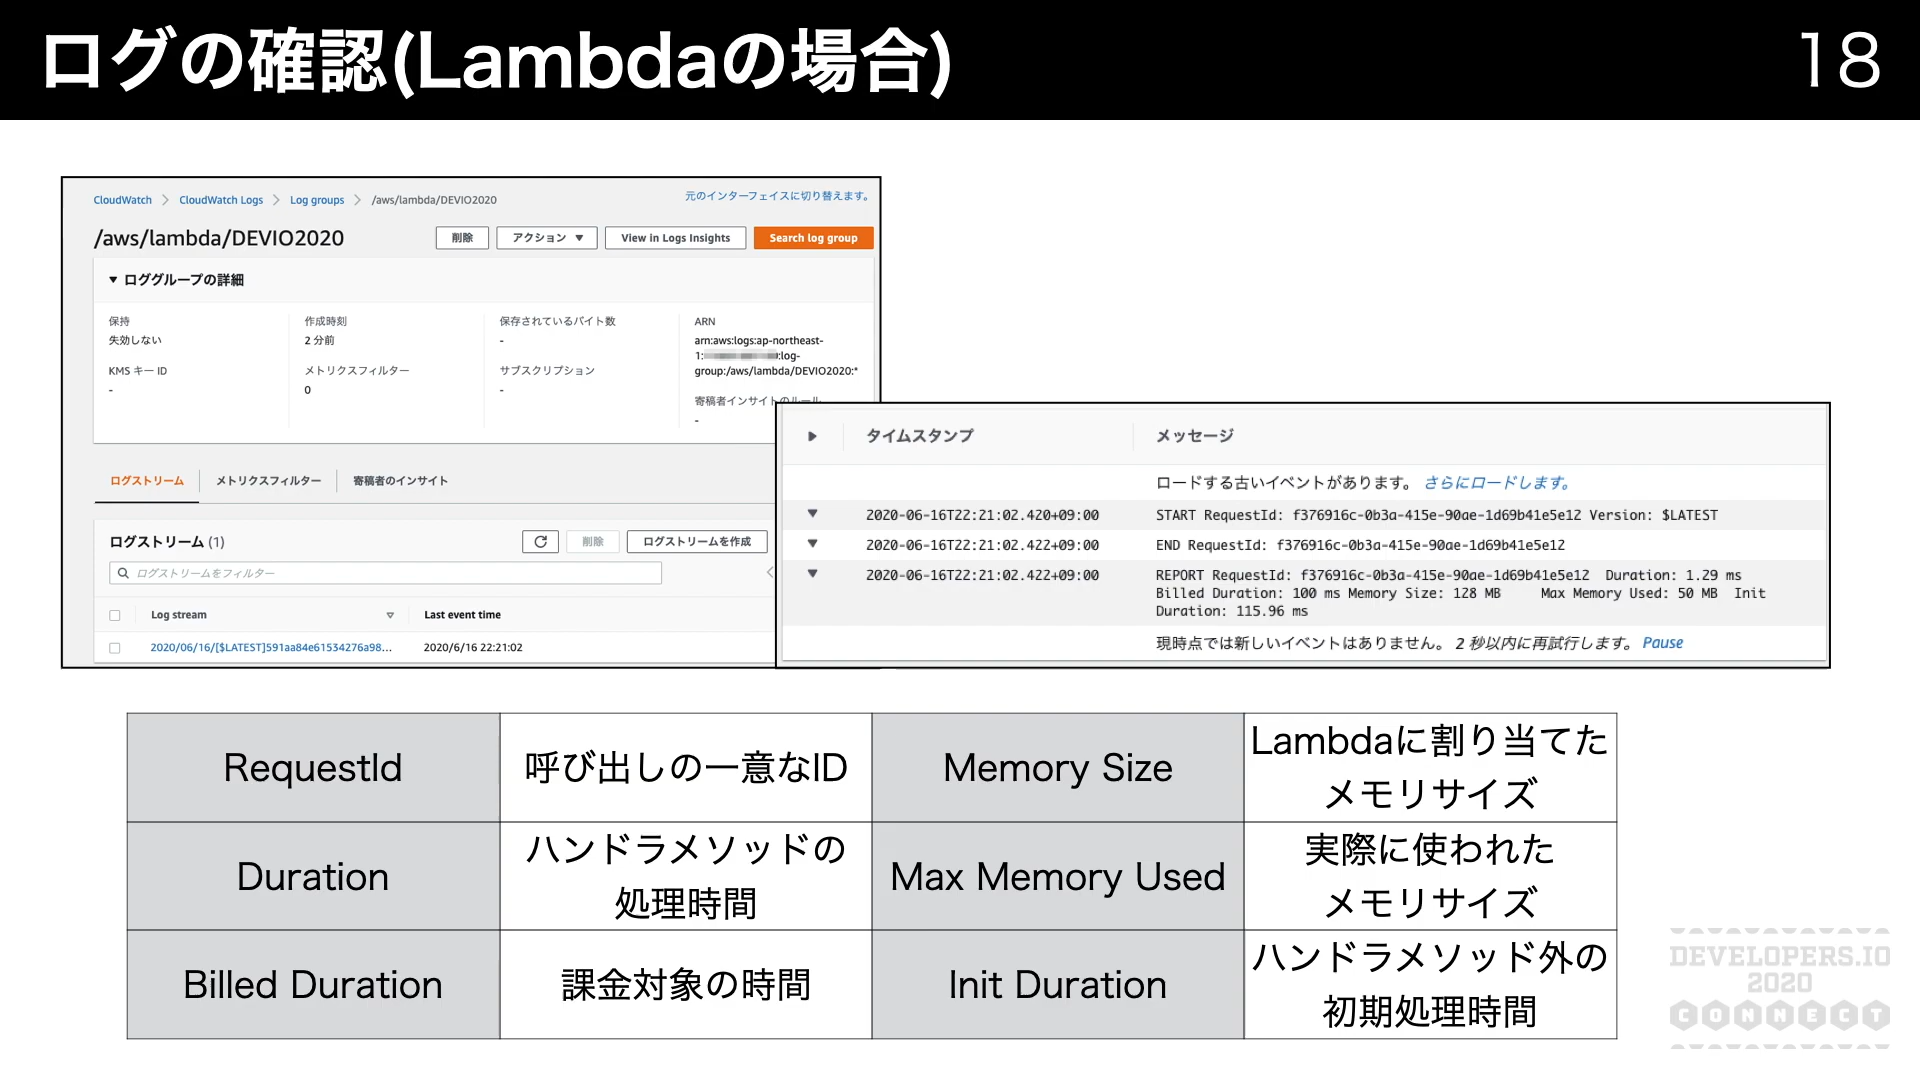 ログの確認(Lambdaの場合)
18
CloudWatch > CloudWatch Logs > Log groups > /aws/lambda/DEVIO2020
元のインターフェイスに切り替えます。
/aws/lambda/DEVIO2020
削除
アクション ▼
View in Logs Insights
Search log group
▼ ロググループの詳細
保持
失効しない
KMS キー ID
-
作成時刻
2 分前
メトリクスフィルター
0
保存されているバイト数
-
サブスクリプション
-
ARN
arn:aws:logs:ap-northeast-
1: :log-
group:/aws/lambda/DEVIO2020:*
寄稿者インサイトのルール
-
ログストリーム
メトリクスフィルター
寄稿者のインサイト
ログストリーム (1)
削除
ログストリームを作成
ログストリームをフィルター
Log stream
Last event time
2020/06/16/[$LATEST]591aa84e61534276a98...
2020/6/16 22:21:02
タイムスタンプ
メッセージ
ロードする古いイベントがあります。 さらにロードします。
2020-06-16T22:21:02.420+09:00
START RequestId: f376916c-0b3a-415e-90ae-1d69b41e5e12 Version: $LATEST
2020-06-16T22:21:02.422+09:00
END RequestId: f376916c-0b3a-415e-90ae-1d69b41e5e12
2020-06-16T22:21:02.422+09:00
REPORT RequestId: f376916c-0b3a-415e-90ae-1d69b41e5e12 Duration: 1.29 ms
Billed Duration: 100 ms Memory Size: 128 MB Max Memory Used: 50 MB Init
Duration: 115.96 ms
現時点では新しいイベントはありません。 2 秒以内に再試行します。 Pause
RequestId
呼び出しの一意なID
Memory Size
Lambdaに割り当てた
メモリサイズ
Duration
ハンドラメソッドの
処理時間
Max Memory Used
実際に使われた
メモリサイズ
Billed Duration
課金対象の時間
Init Duration
ハンドラメソッド外の
初期処理時間
DEVELOPERS.IO
2020
CONNECT